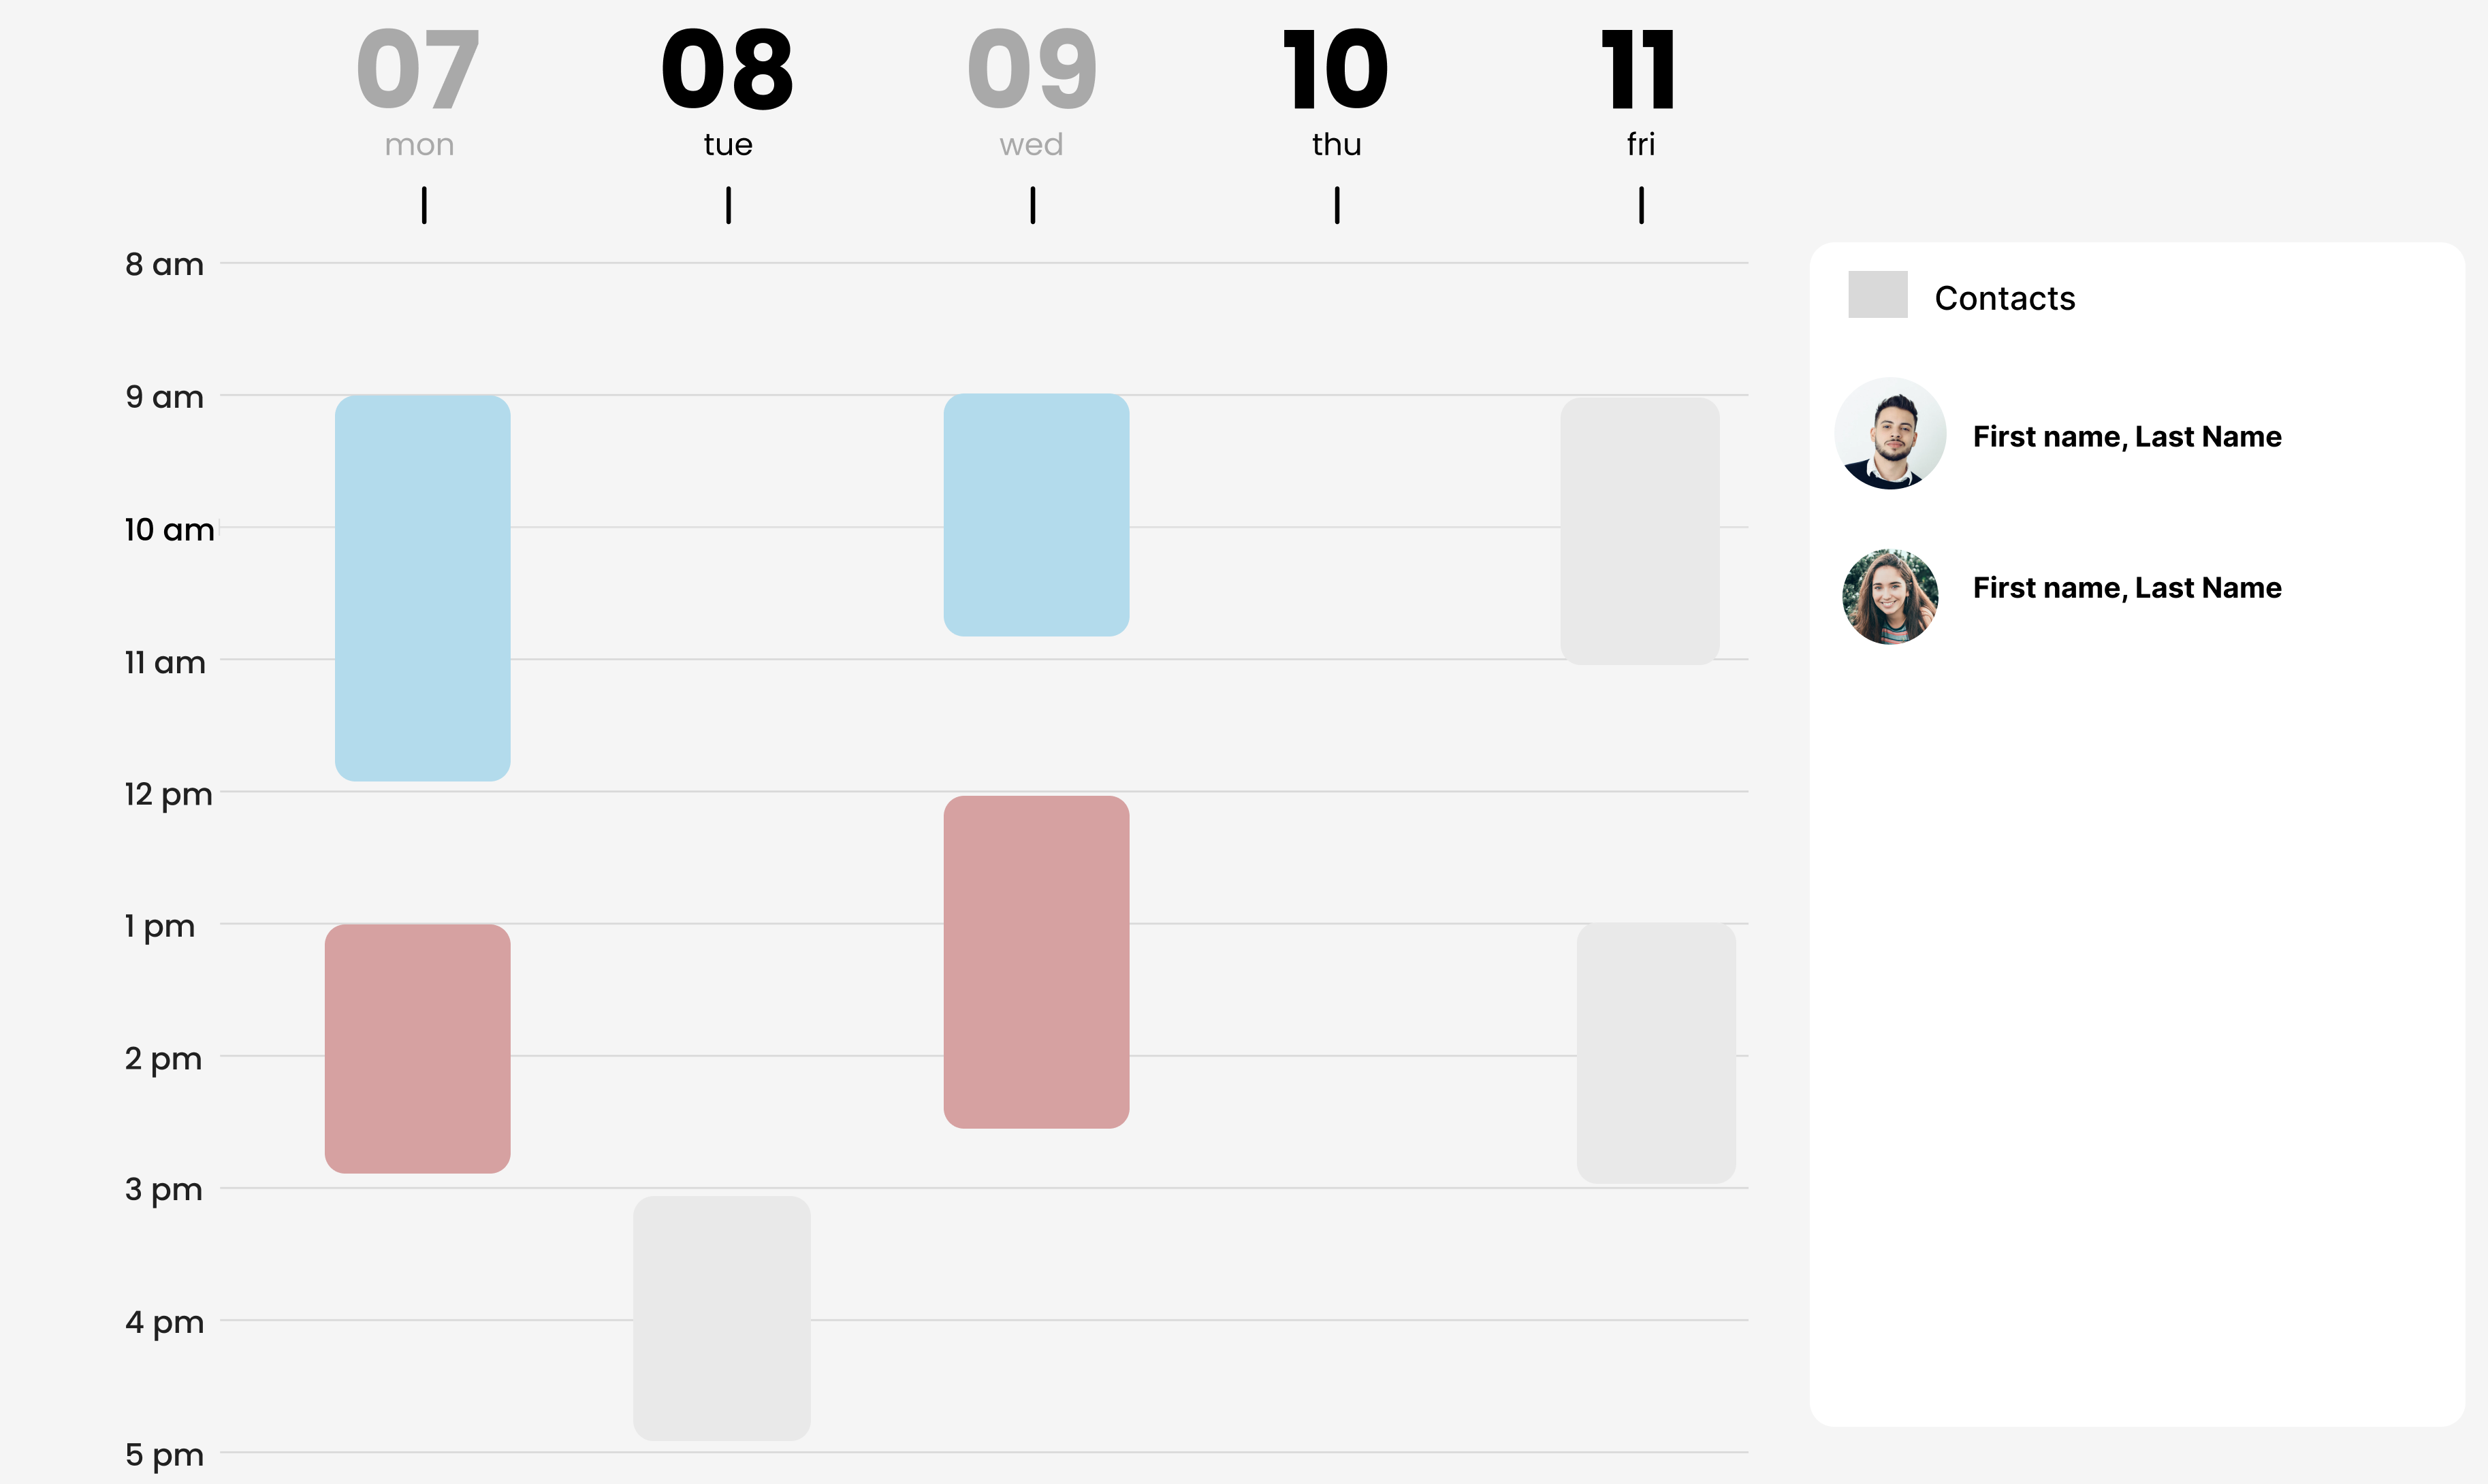 07 08 09 10 11
mon tue wed thu fri
8 am
Contacts
9 am
First name, Last Name
10 am
First name, Last Name
11 am
12 pm
1 pm
2 pm
3 pm
4 pm
5 pm